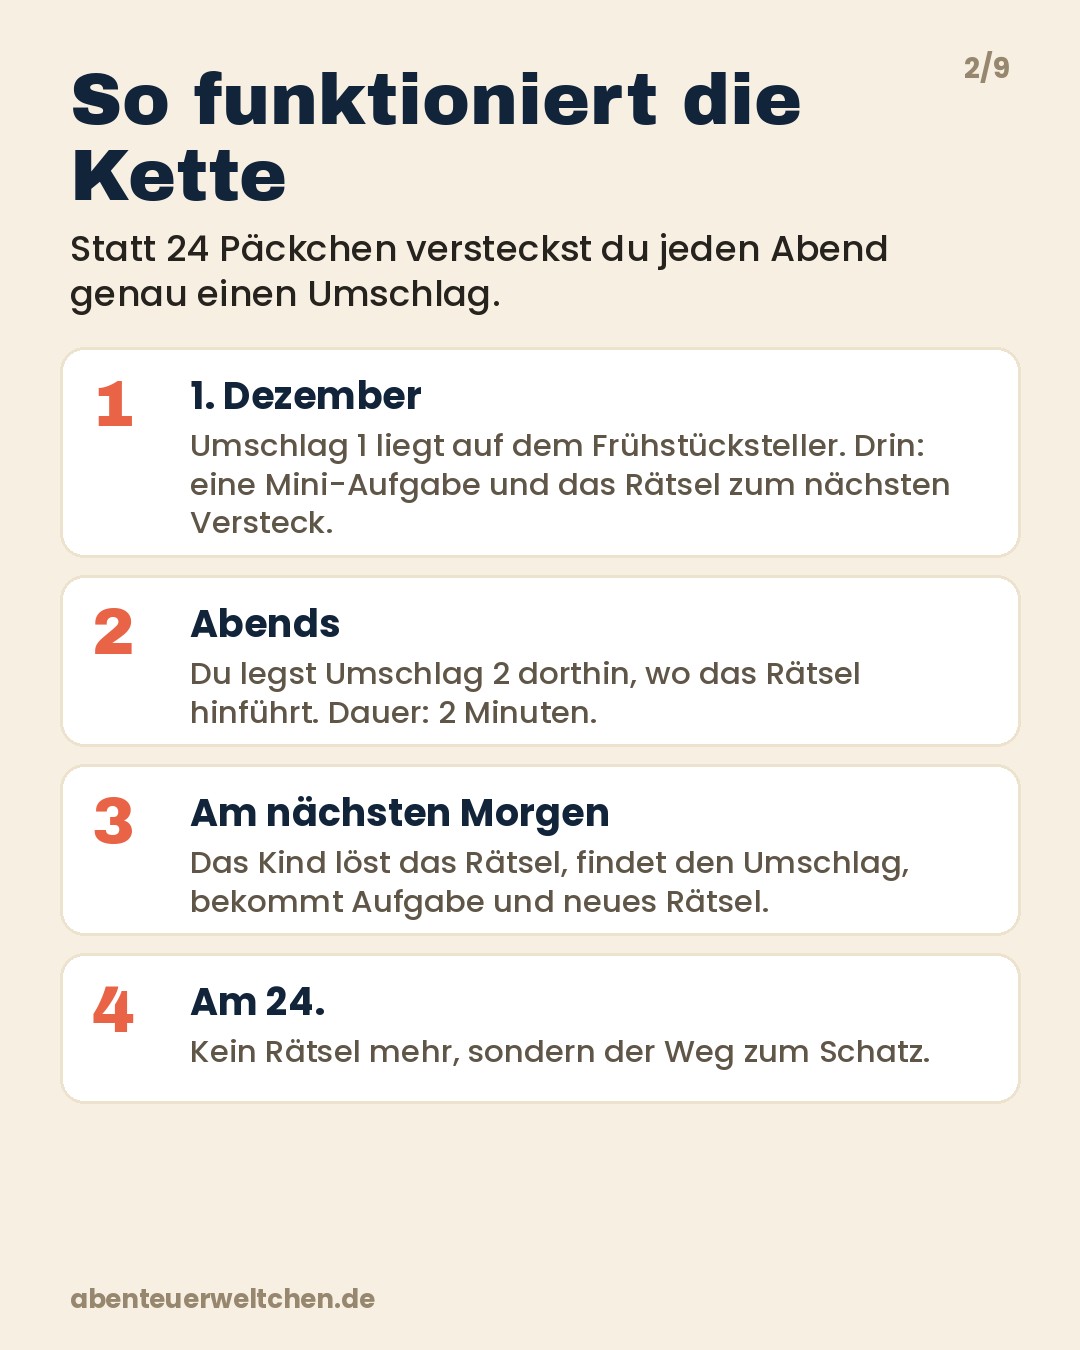 2/9
So funktioniert die
Kette
Statt 24 Päckchen versteckst du jeden Abend
genau einen Umschlag.
1
1. Dezember
Umschlag 1 liegt auf dem Frühstücksteller. Drin:
eine Mini-Aufgabe und das Rätsel zum nächsten
Versteck.
2
Abends
Du legst Umschlag 2 dorthin, wo das Rätsel
hinführt. Dauer: 2 Minuten.
3
Am nächsten Morgen
Das Kind löst das Rätsel, findet den Umschlag,
bekommt Aufgabe und neues Rätsel.
4
Am 24.
Kein Rätsel mehr, sondern der Weg zum Schatz.
abenteuerweltchen.de